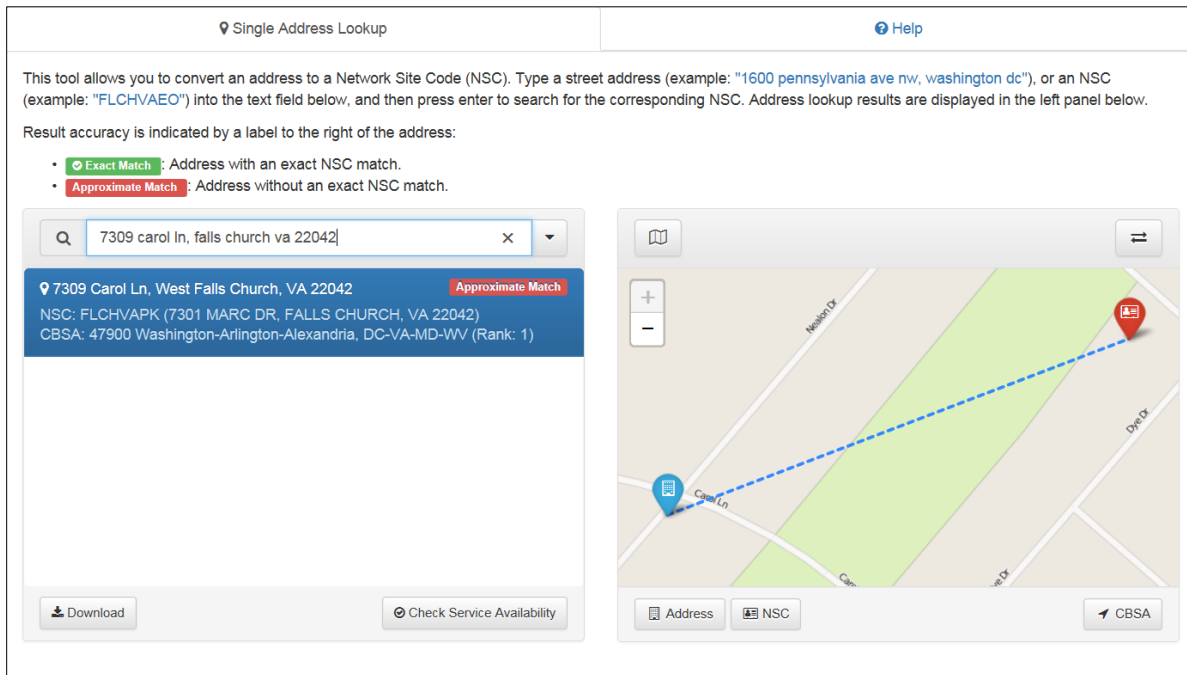 Single Address Lookup
Help
This tool allows you to convert an address to a Network Site Code (NSC). Type a street address (example: "1600 pennsylvania ave nw, washington dc"), or an NSC
(example: "FLCHVAEO") into the text field below, and then press enter to search for the corresponding NSC. Address lookup results are displayed in the left panel below.
Result accuracy is indicated by a label to the right of the address:
• Exact Match : Address with an exact NSC match.
• Approximate Match : Address without an exact NSC match.
7309 carol ln, falls church va 22042
7309 Carol Ln, West Falls Church, VA 22042 Approximate Match
NSC: FLCHVAPK (7301 MARC DR, FALLS CHURCH, VA 22042)
CBSA: 47900 Washington-Arlington-Alexandria, DC-VA-MD-WV (Rank: 1)
Download
Check Service Availability
+
−
Nealon Dr
Dye Dr
Carol Ln
Address
NSC
CBSA